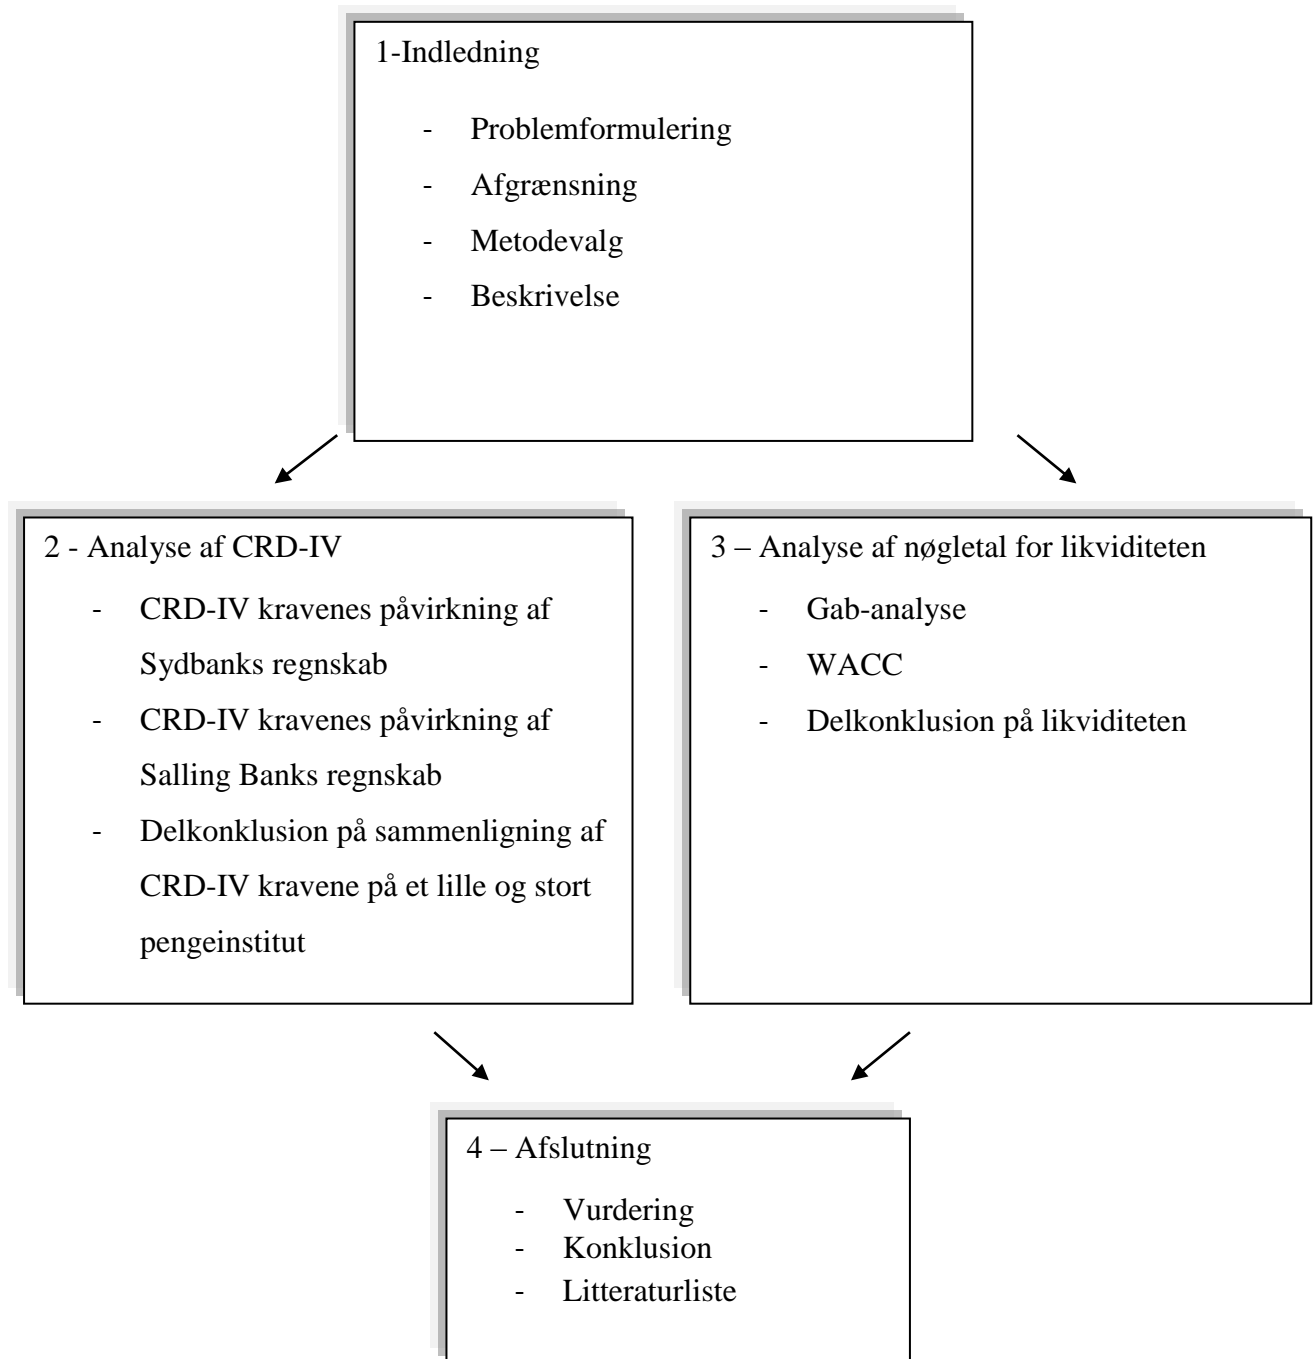 1-Indledning
- Problemformulering
- Afgrænsning
- Metodevalg
- Beskrivelse
2 - Analyse af CRD-IV
- CRD-IV kravenes påvirkning af
Sydbanks regnskab
- CRD-IV kravenes påvirkning af
Salling Banks regnskab
- Delkonklusion på sammenligning af
CRD-IV kravene på et lille og stort
pengeinstitut
3 – Analyse af nøgletal for likviditeten
- Gab-analyse
- WACC
- Delkonklusion på likviditeten
4 – Afslutning
- Vurdering
- Konklusion
- Litteraturliste